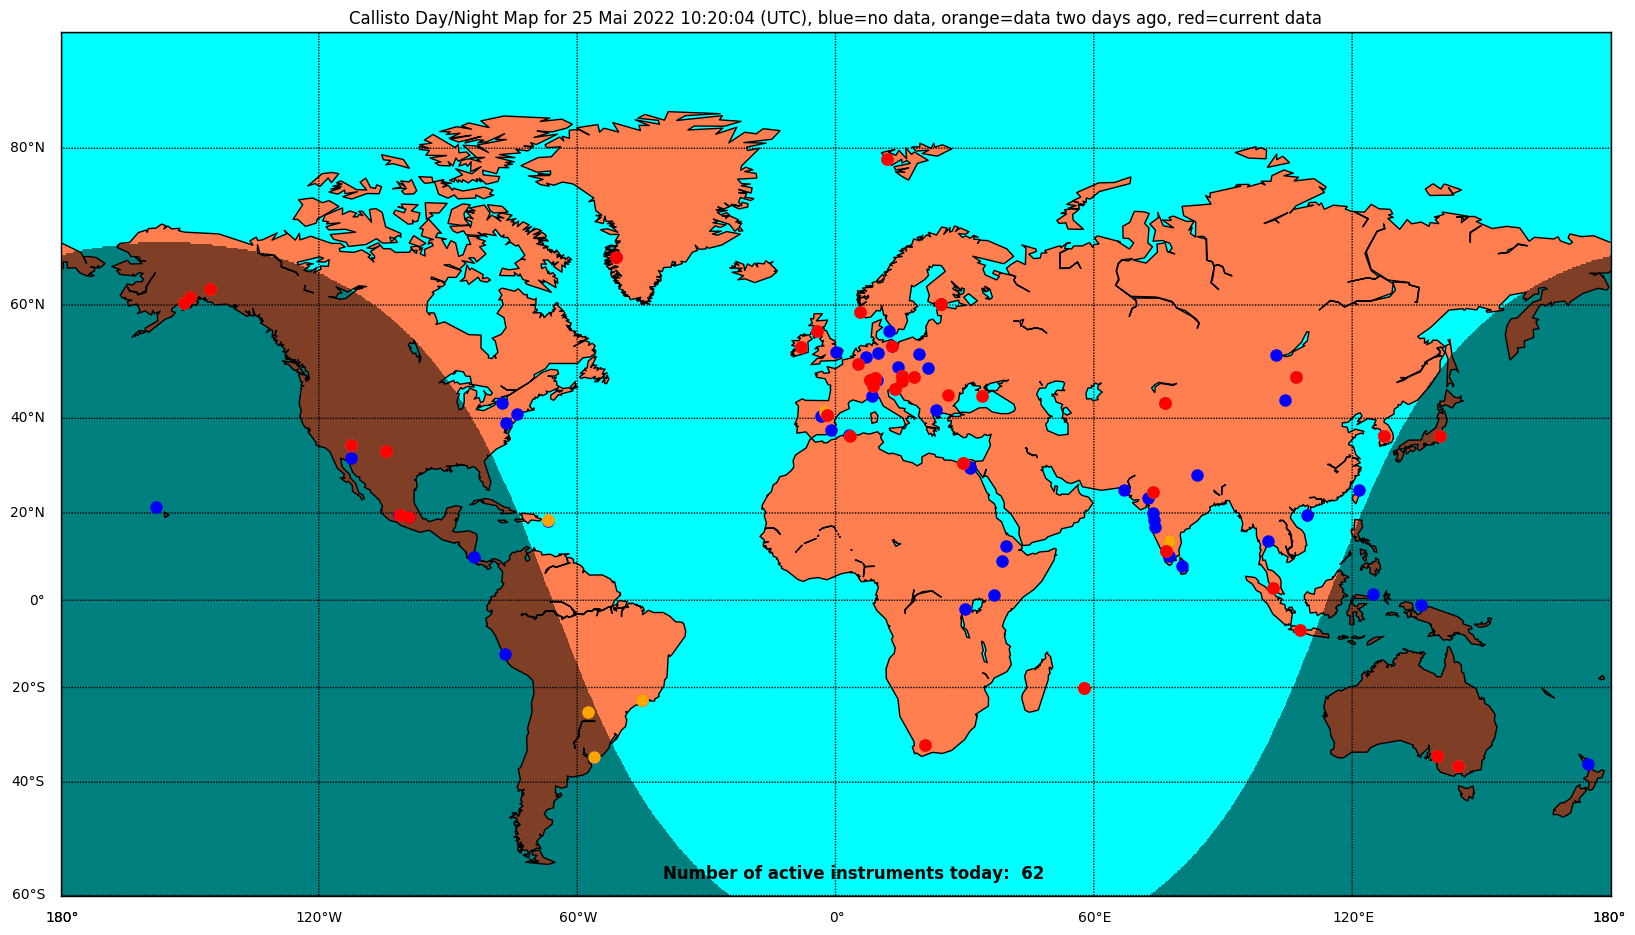 Callisto Day/Night Map for 25 Mai 2022 10:20:04 (UTC), blue=no data, orange=data two days ago, red=current data
80°N
60°N
40°N
20°N
0°
20°S
40°S
Number of active instruments today:  62
60°S
180° 120°W 60°W 0° 60°E 120°E 180°